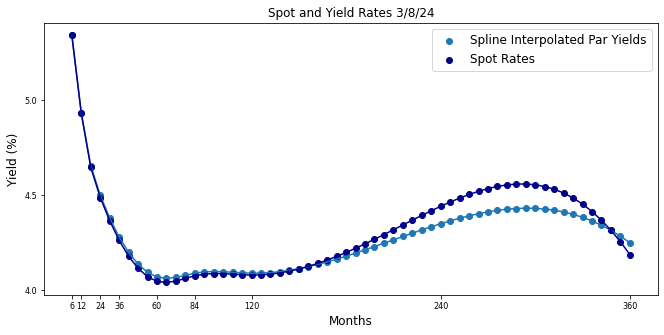 Spot and Yield Rates 3/8/24
Spline Interpolated Par Yields
Spot Rates
Yield (%)
5.0
4.5
4.0
6 12 24 36 60 84 120 240 360
Months